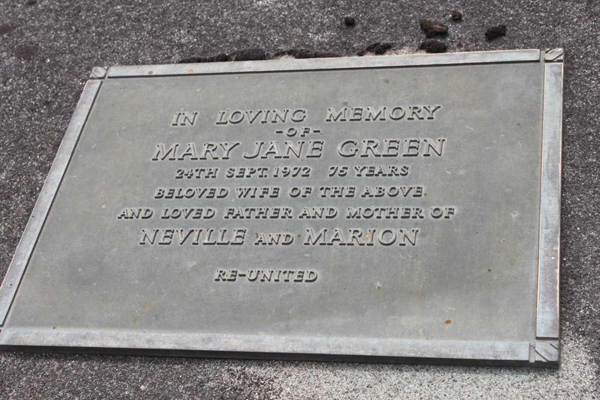 IN LOVING MEMORY
-OF-
MARY JANE GREEN
24TH SEPT. 1972 75 YEARS
BELOVED WIFE OF THE ABOVE
AND LOVED FATHER AND MOTHER OF
NEVILLE AND MARION
RE-UNITED